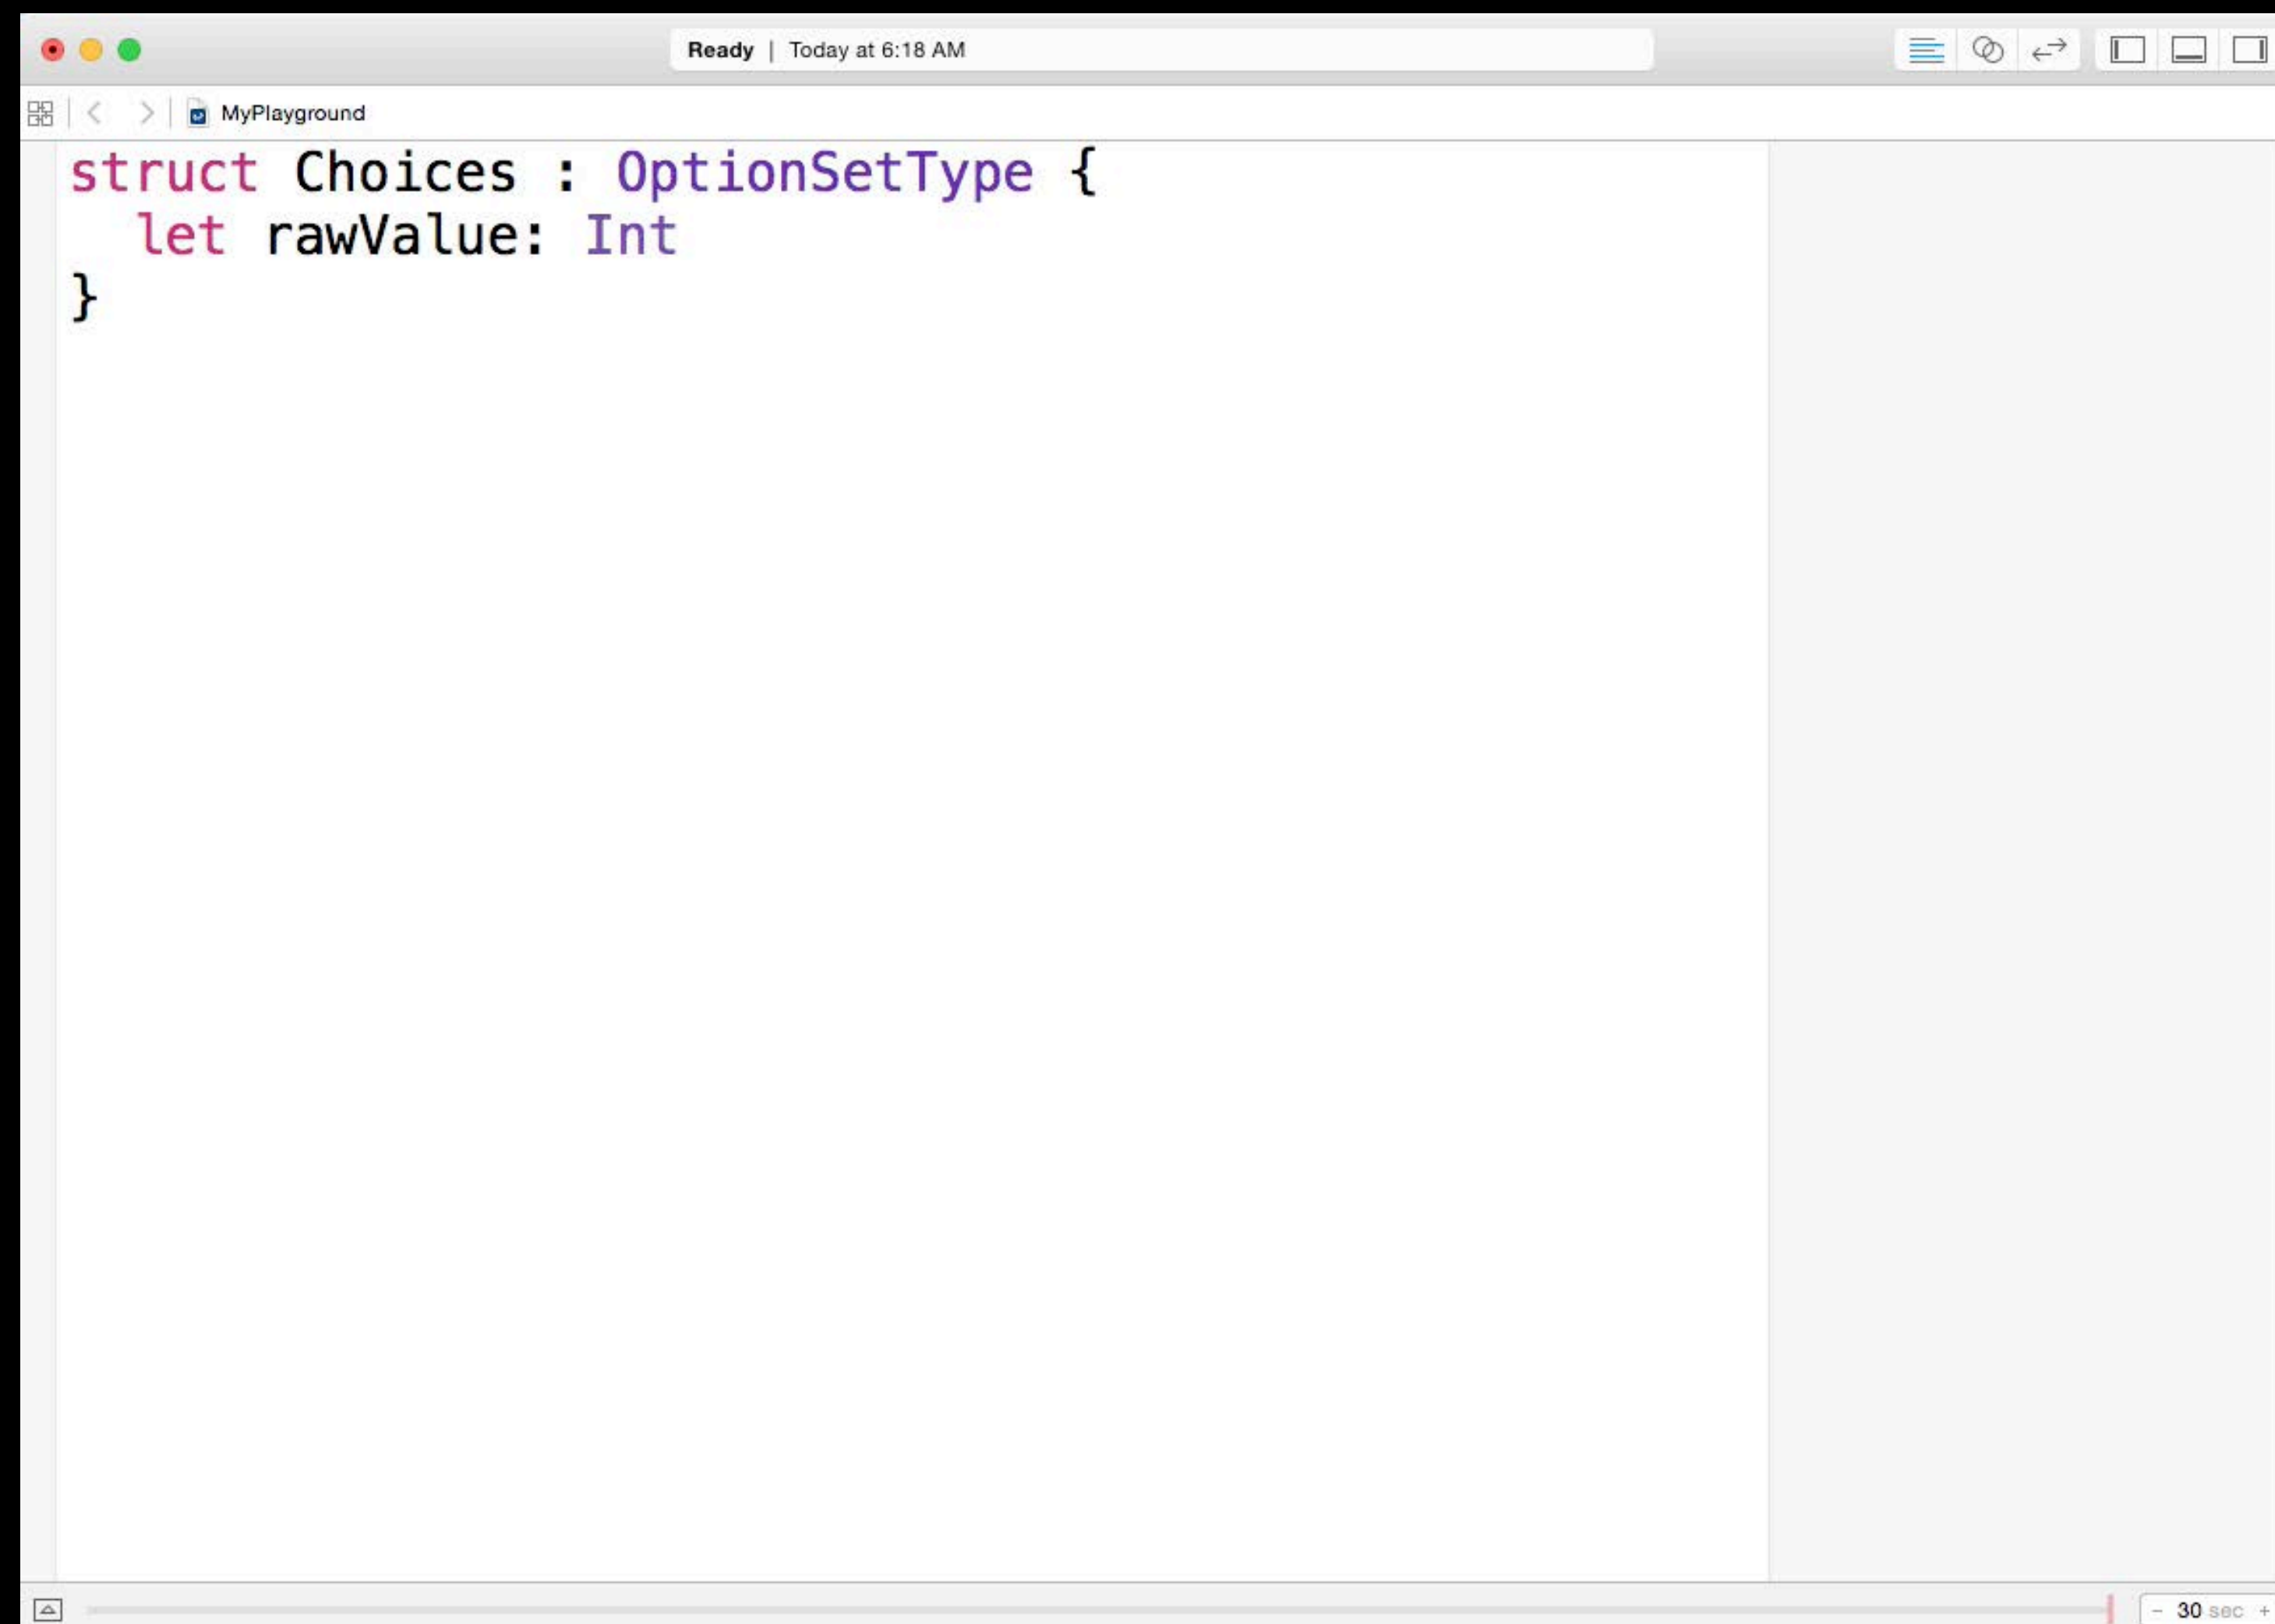 Ready | Today at 6:18 AM
MyPlayground
struct Choices : OptionSetType {
  let rawValue: Int
}
- 30 sec +